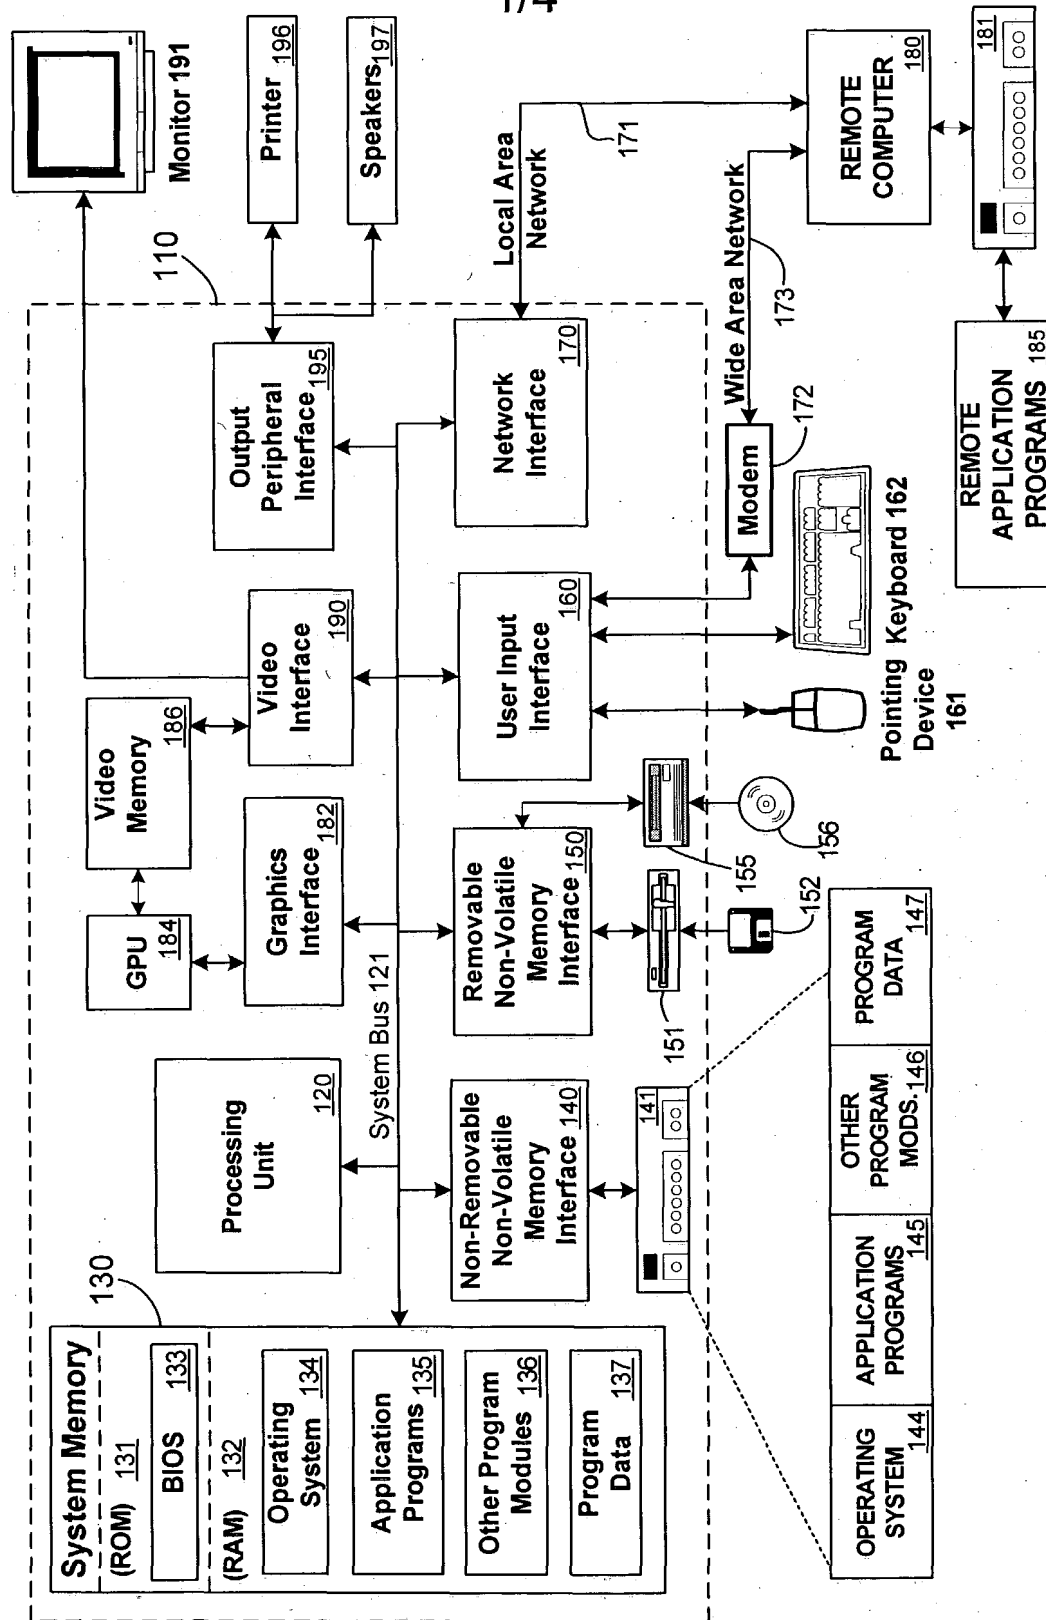 1/4
System Memory
(ROM) 131
BIOS 133
(RAM) 132
Operating
System 134
Application
Programs 135
Other Program
Modules 136
Program
Data 137
130
Processing
Unit 120
System Bus 121
GPU
184
Video
Memory 186
Graphics
Interface 182
Video
Interface 190
Output
Peripheral
Interface 195
110
Monitor 191
Printer 196
Speakers 197
Non-Removable
Non-Volatile
Memory
Interface 140
Removable
Non-Volatile
Memory
Interface 150
User Input
Interface 160
Network
Interface 170
Local Area
Network
171
Wide Area Network
173
Modem
172
141
151
152
155
156
Pointing
Device
161
Keyboard 162
REMOTE
COMPUTER 180
181
REMOTE
APPLICATION
PROGRAMS 185
OPERATING
SYSTEM 144
APPLICATION
PROGRAMS 145
OTHER
PROGRAM
MODS. 146
PROGRAM
DATA 147